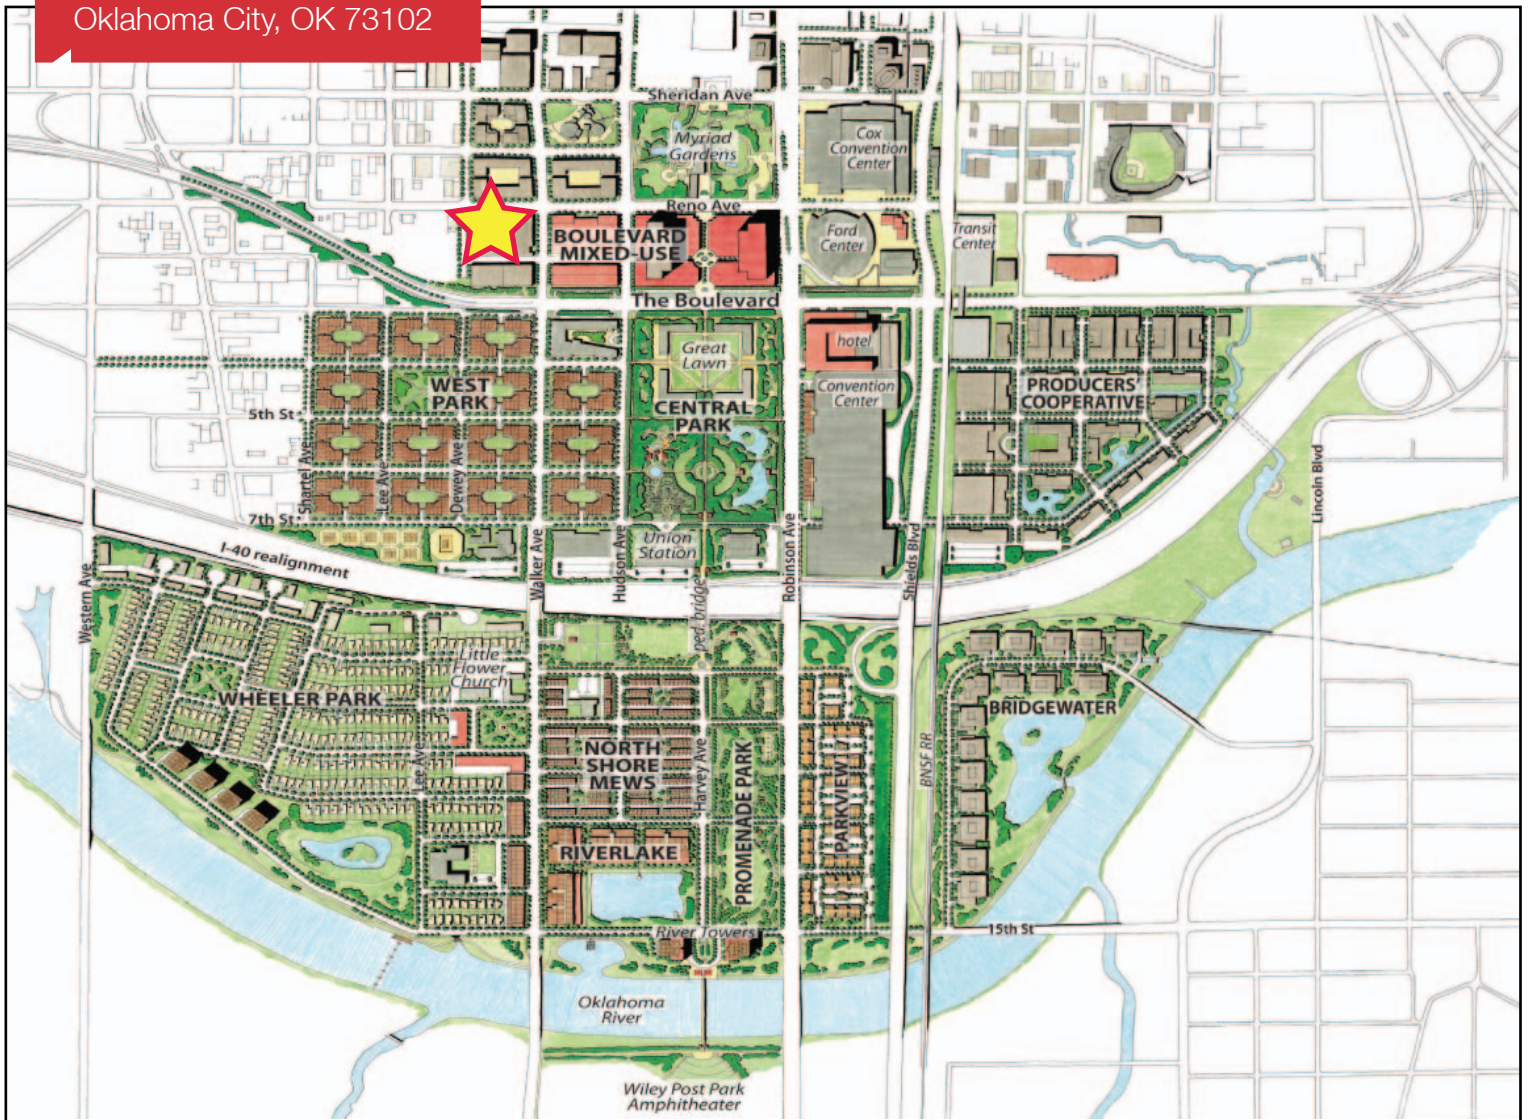 Oklahoma City, OK 73102
Sheridan Ave
Myriad
Gardens
Cox
Convention
Center
Reno Ave
BOULEVARD
MIXED-USE
Ford
Center
Transit
Center
The Boulevard
Great
Lawn
hotel
Convention
Center
WEST
PARK
CENTRAL
PARK
PRODUCERS'
COOPERATIVE
5th St
Shartel Ave
Lee Ave
Dewey Ave
7th St
Union
Station
I-40 realignment
Western Ave
Walker Ave
Hudson Ave
ped. bridge
Robinson Ave
Shields Blvd
Lincoln Blvd
Little
Flower
Church
WHEELER PARK
BRIDGEWATER
NORTH
SHORE
MEWS
Lee Ave
Harvey Ave
PROMENADE PARK
PARKVIEW
BNSF RR
RIVERLAKE
River Towers
15th St
Oklahoma
River
Wiley Post Park
Amphitheater